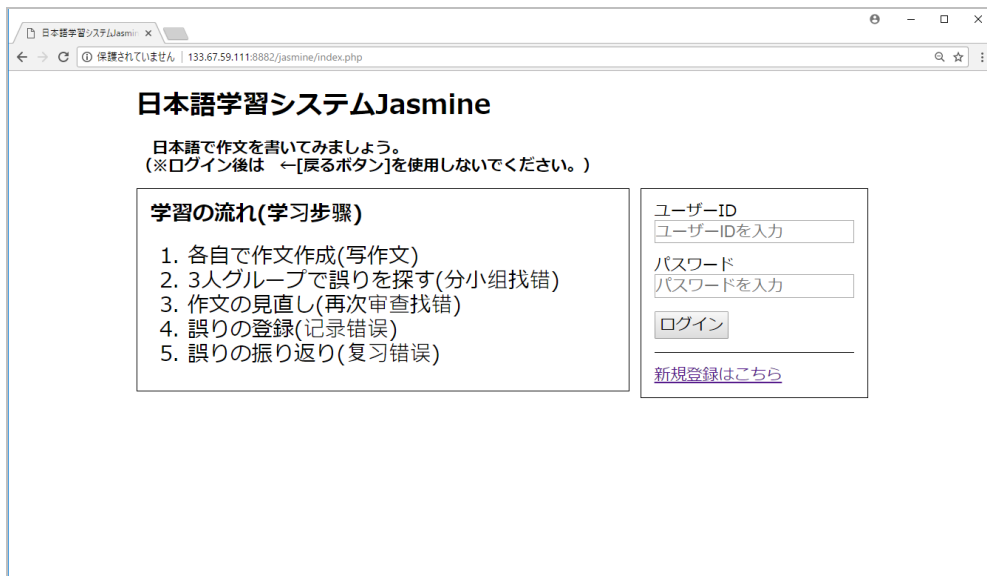 日本語学習システムJasmin
保護されていません | 133.67.59.111:8882/jasmine/index.php
日本語学習システムJasmine
日本語で作文を書いてみましょう。
（※ログイン後は ←[戻るボタン]を使用しないでください。）
学習の流れ(学习步骤)
1. 各自で作文作成(写作文)
2. 3人グループで誤りを探す(分小组找错)
3. 作文の見直し(再次审查找错)
4. 誤りの登録(记录错误)
5. 誤りの振り返り(复习错误)
ユーザーID
ユーザーIDを入力
パスワード
パスワードを入力
ログイン
新規登録はこちら